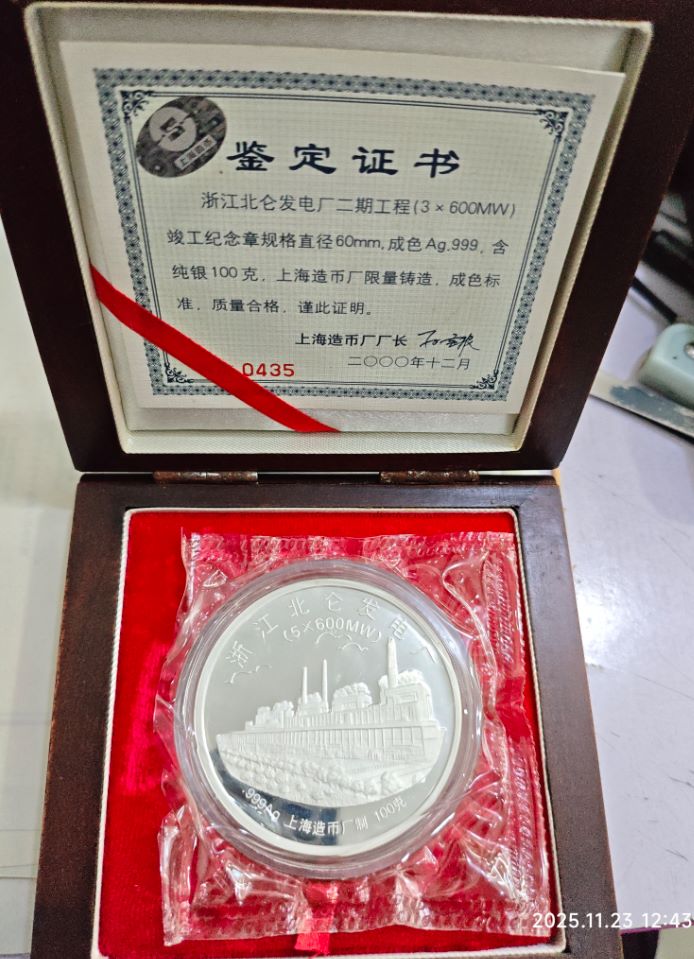 上海造币
鉴定证书
浙江北仑发电厂二期工程(3×600MW)
竣工纪念章规格直径60mm,成色Ag.999,含
纯银100克,上海造币厂限量铸造,成色标
准,质量合格,谨此证明。
上海造币厂厂长
0435
二〇〇〇年十二月
浙江北仑发电
(5×600MW)
.999Ag 上海造币厂制 100克
2025.11.23 12:43